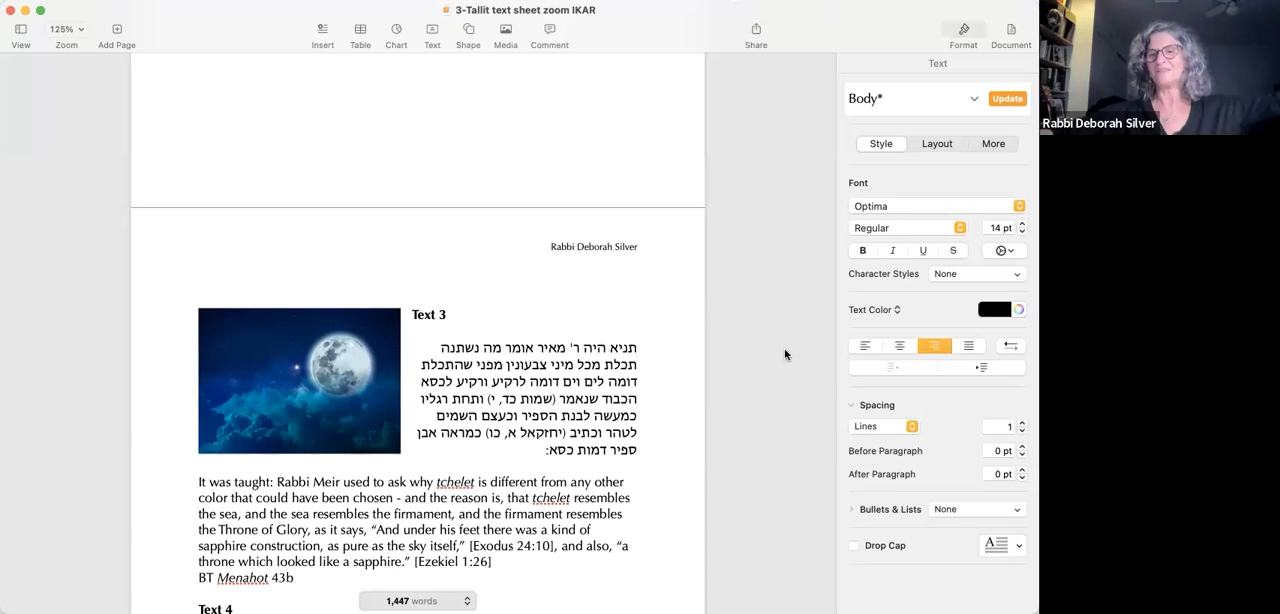 3-Tallit text sheet zoom IKAR
125%
View
Zoom
Add Page
Insert
Table
Chart
Text
Shape
Media
Comment
Share
Format
Document
Rabbi Deborah Silver
Text 3
תניא היה ר' מאיר אומר מה נשתנה
תכלת מכל מיני צבעונין מפני שהתכלת
דומה לים וים דומה לרקיע ורקיע לכסא
הכבוד שנאמר (שמות כד, י) ותחת רגליו
כמעשה לבנת הספיר וכעצם השמים
לטהר וכתיב (יחזקאל א, כו) כמראה אבן
ספיר דמות כסא:
It was taught: Rabbi Meir used to ask why tchelet is different from any other
color that could have been chosen - and the reason is, that tchelet resembles
the sea, and the sea resembles the firmament, and the firmament resembles
the Throne of Glory, as it says, “And under his feet there was a kind of
sapphire construction, as pure as the sky itself,” [Exodus 24:10], and also, “a
throne which looked like a sapphire.” [Ezekiel 1:26]
BT Menahot 43b
Text 4
1,447 words
Text
Body*
Update
Style
Layout
More
Font
Optima
Regular
14 pt
B I U S
Character Styles
None
Text Color
Spacing
Lines
1
Before Paragraph
0 pt
After Paragraph
0 pt
Bullets & Lists
None
Drop Cap
A
Rabbi Deborah Silver